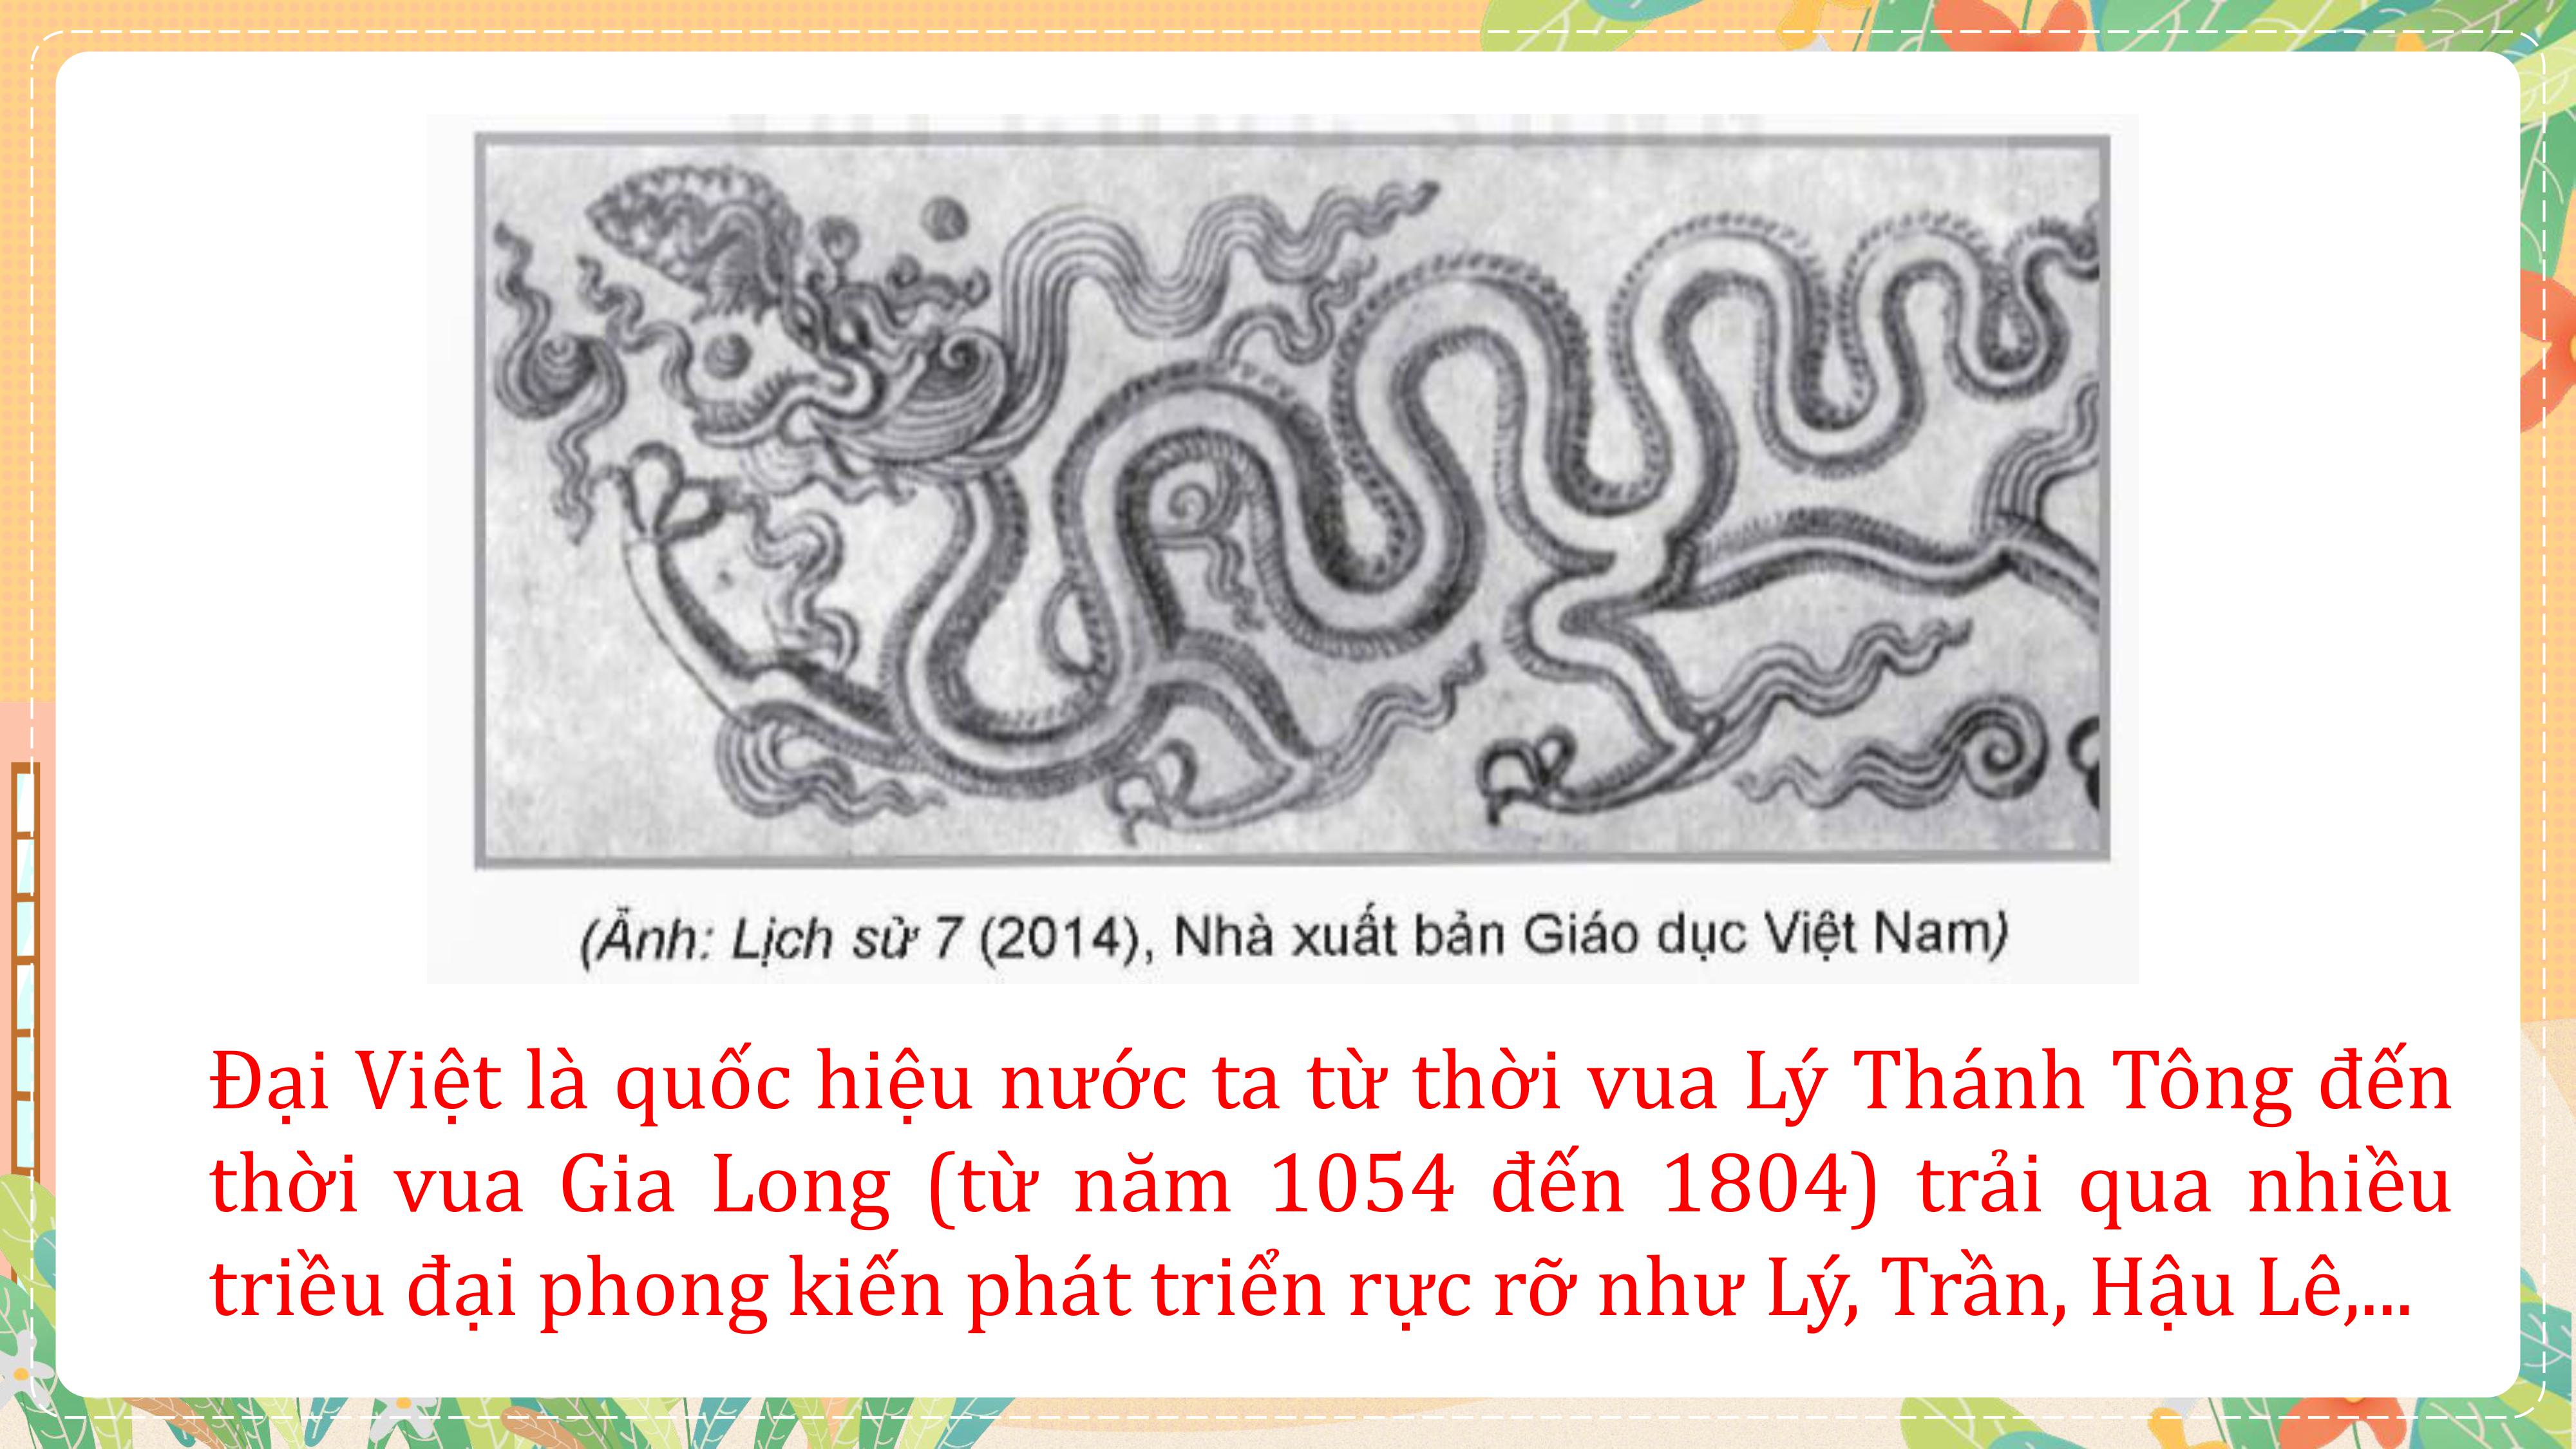 (Ảnh: Lịch sử 7 (2014), Nhà xuất bản Giáo dục Việt Nam)
Đại Việt là quốc hiệu nước ta từ thời vua Lý Thánh Tông đến
thời vua Gia Long (từ năm 1054 đến 1804) trải qua nhiều
triều đại phong kiến phát triển rực rỡ như Lý, Trần, Hậu Lê,...